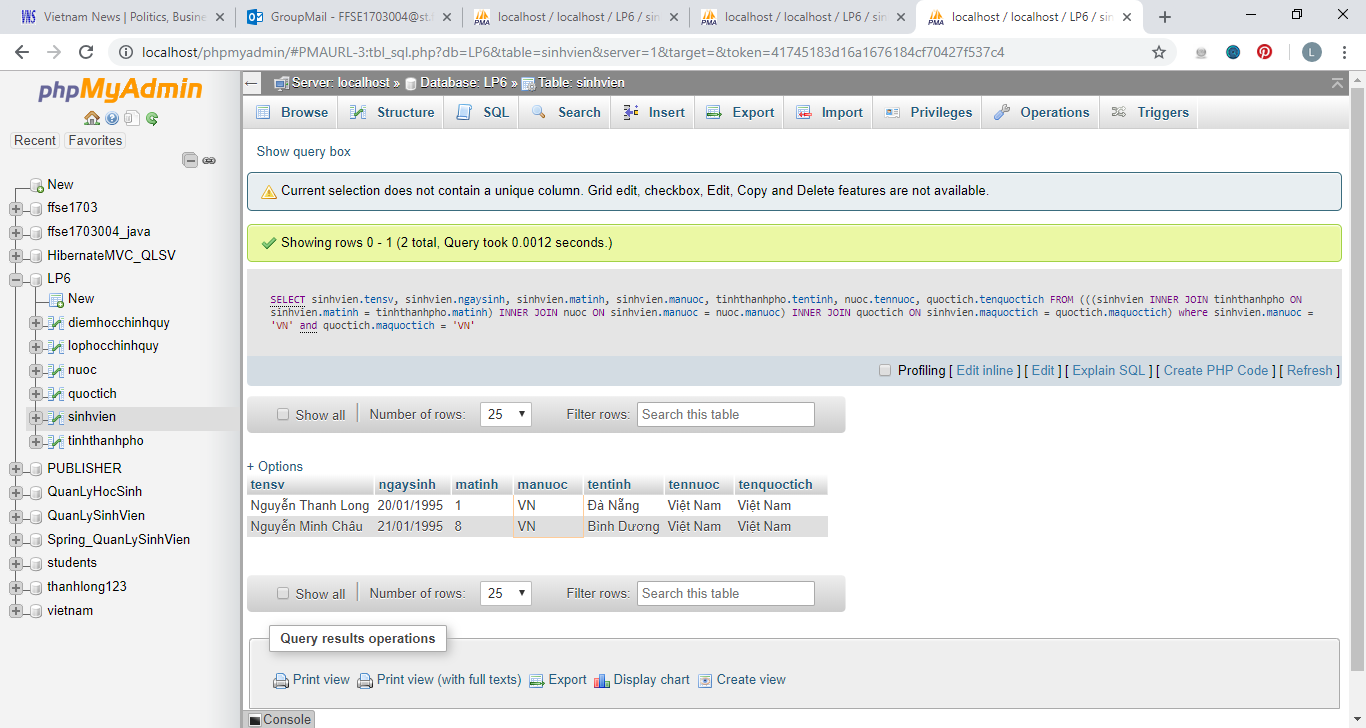 Vietnam News | Politics, Busine
GroupMail - FFSE1703004@st.
localhost / localhost / LP6 / sin
localhost / localhost / LP6 / sin
localhost / localhost / LP6 / sin
localhost/phpmyadmin/#PMAURL-3:tbl_sql.php?db=LP6&table=sinhvien&server=1&target=&token=41745183d16a1676184cf70427f537c4
L
phpMyAdmin
Recent Favorites
New
ffse1703
ffse1703004_java
HibernateMVC_QLSV
LP6
New
diemhocchinhquy
lophocchinhquy
nuoc
quoctich
sinhvien
tinhthanhpho
PUBLISHER
QuanLyHocSinh
QuanLySinhVien
Spring_QuanLySinhVien
students
thanhlong123
vietnam
Server: localhost » Database: LP6 » Table: sinhvien
Browse Structure SQL Search Insert Export Import Privileges Operations Triggers
Show query box
Current selection does not contain a unique column. Grid edit, checkbox, Edit, Copy and Delete features are not available.
Showing rows 0 - 1 (2 total, Query took 0.0012 seconds.)
SELECT sinhvien.tensv, sinhvien.ngaysinh, sinhvien.matinh, sinhvien.manuoc, tinhthanhpho.tentinh, nuoc.tennuoc, quoctich.tenquoctich FROM (((sinhvien INNER JOIN tinhthanhpho ON
sinhvien.matinh = tinhthanhpho.matinh) INNER JOIN nuoc ON sinhvien.manuoc = nuoc.manuoc) INNER JOIN quoctich ON sinhvien.maquoctich = quoctich.maquoctich) where sinhvien.manuoc =
'VN' and quoctich.maquoctich = 'VN'
Profiling [ Edit inline ] [ Edit ] [ Explain SQL ] [ Create PHP Code ] [ Refresh ]
Show all Number of rows: 25 Filter rows: Search this table
+ Options
tensv ngaysinh matinh manuoc tentinh tennuoc tenquoctich
Nguyễn Thanh Long 20/01/1995 1 VN Đà Nẵng Việt Nam Việt Nam
Nguyễn Minh Châu 21/01/1995 8 VN Bình Dương Việt Nam Việt Nam
Show all Number of rows: 25 Filter rows: Search this table
Query results operations
Print view Print view (with full texts) Export Display chart Create view
Console